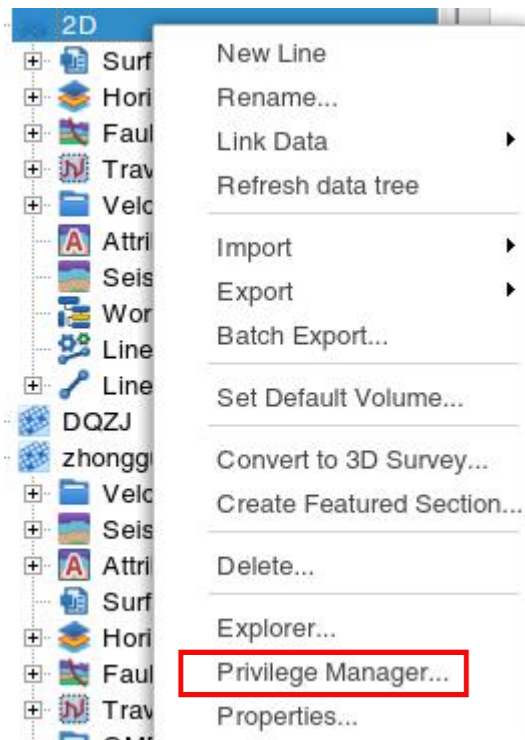 2D
Surf
Hori
Faul
Trav
Velo
Attri
Seis
Wor
Line
Line
DQZJ
zhonggu
Velo
Seis
Attri
Surf
Hori
Faul
Trav
New Line
Rename...
Link Data
Refresh data tree
Import
Export
Batch Export...
Set Default Volume...
Convert to 3D Survey...
Create Featured Section...
Delete...
Explorer...
Privilege Manager...
Properties...